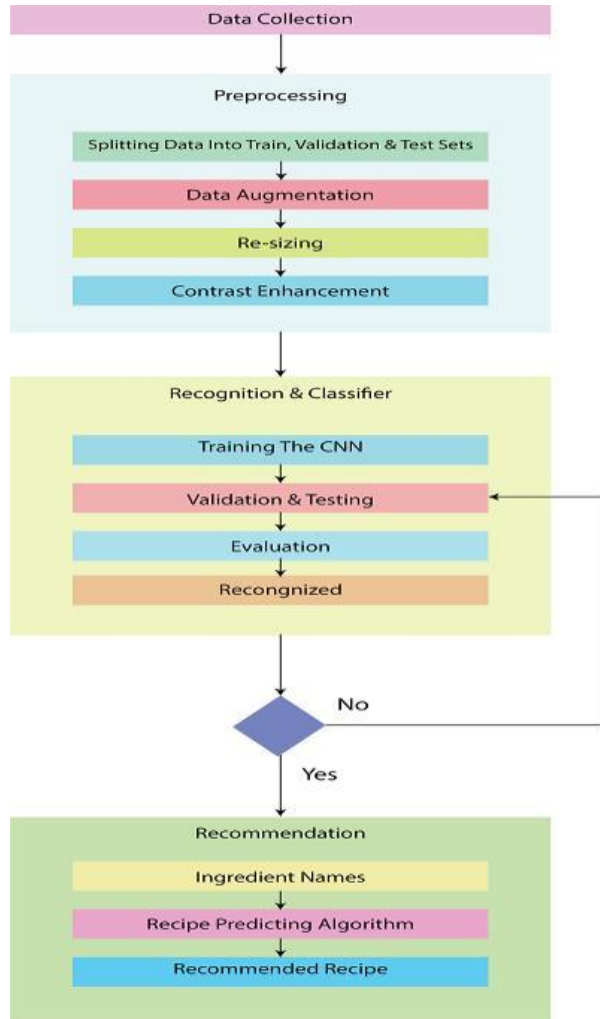 Data Collection
Preprocessing
Splitting Data Into Train, Validation & Test Sets
Data Augmentation
Re-sizing
Contrast Enhancement
Recognition & Classifier
Training The CNN
Validation & Testing
Evaluation
Recongnized
No
Yes
Recommendation
Ingredient Names
Recipe Predicting Algorithm
Recommended Recipe